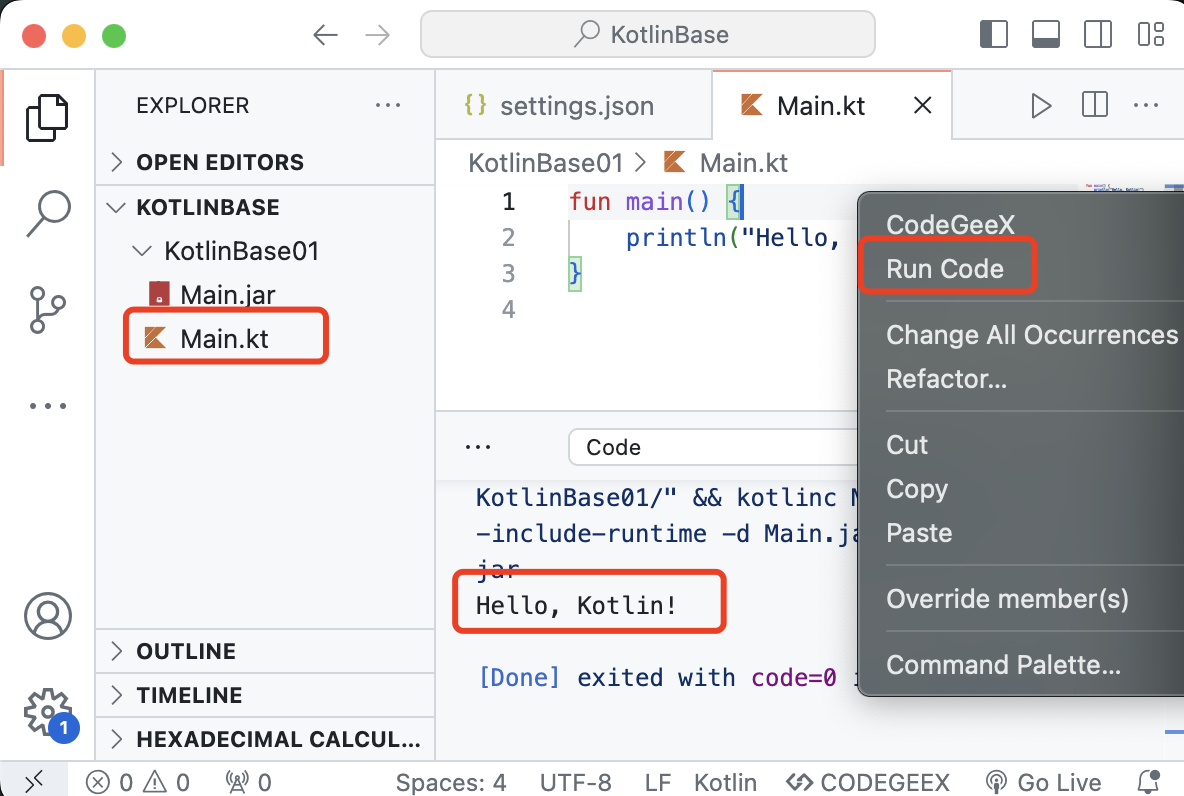 KotlinBase
EXPLORER
OPEN EDITORS
KOTLINBASE
KotlinBase01
Main.jar
Main.kt
OUTLINE
TIMELINE
HEXADECIMAL CALCUL...
1
{} settings.json
Main.kt
KotlinBase01 > Main.kt
1 fun main() {
2 println("Hello,
3 }
4
CodeGeeX
Run Code
Change All Occurrences
Refactor...
Cut
Copy
Paste
Override member(s)
Command Palette...
Code
KotlinBase01/" && kotlinc
-include-runtime -d
jar
Hello, Kotlin!
[Done] exited with code=0
0 0 0 Spaces: 4 UTF-8 LF Kotlin CODEGEEX Go Live